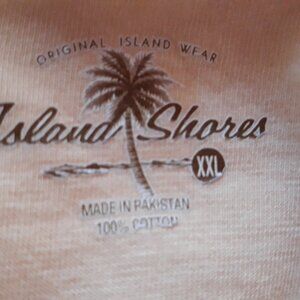 ORIGINAL ISLAND WEAR
Island Shores
XXL
MADE IN PAKISTAN
100% COTTON